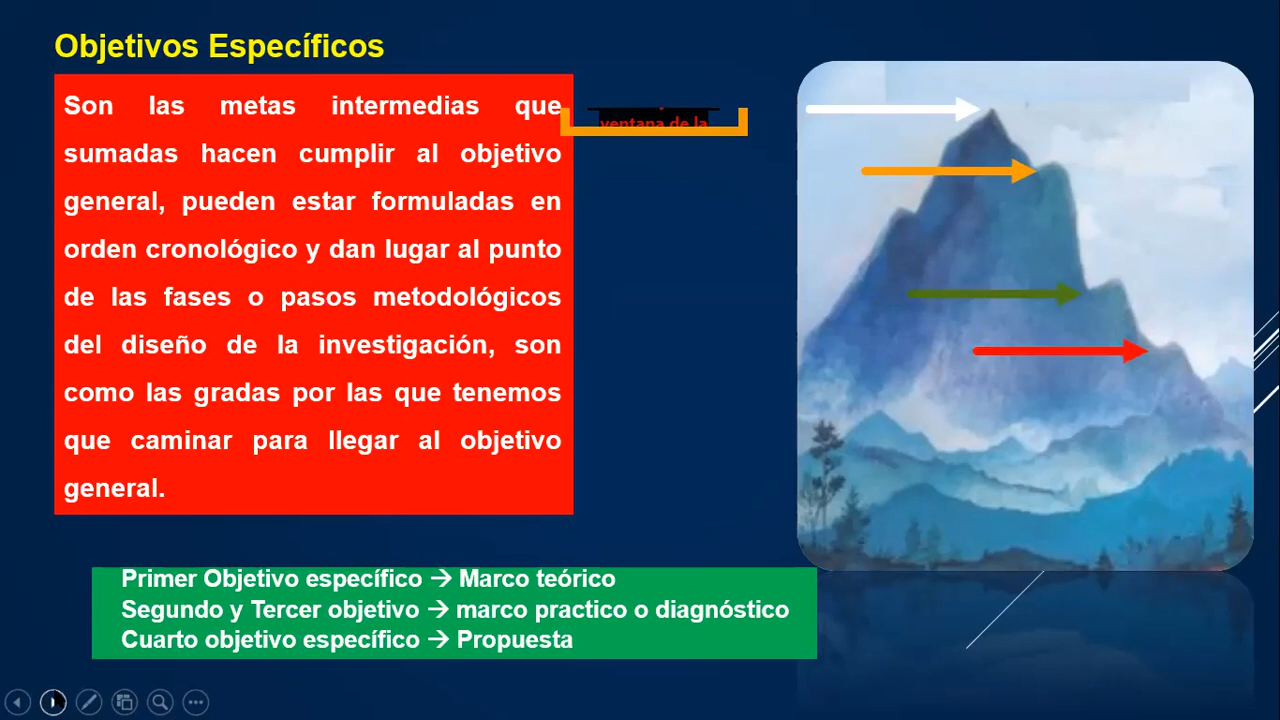 Objetivos Específicos
Son las metas intermedias que
sumadas hacen cumplir al objetivo
general, pueden estar formuladas en
orden cronológico y dan lugar al punto
de las fases o pasos metodológicos
del diseño de la investigación, son
como las gradas por las que tenemos
que caminar para llegar al objetivo
general.
ventana de la
Primer Objetivo específico → Marco teórico
Segundo y Tercer objetivo → marco practico o diagnóstico
Cuarto objetivo específico → Propuesta